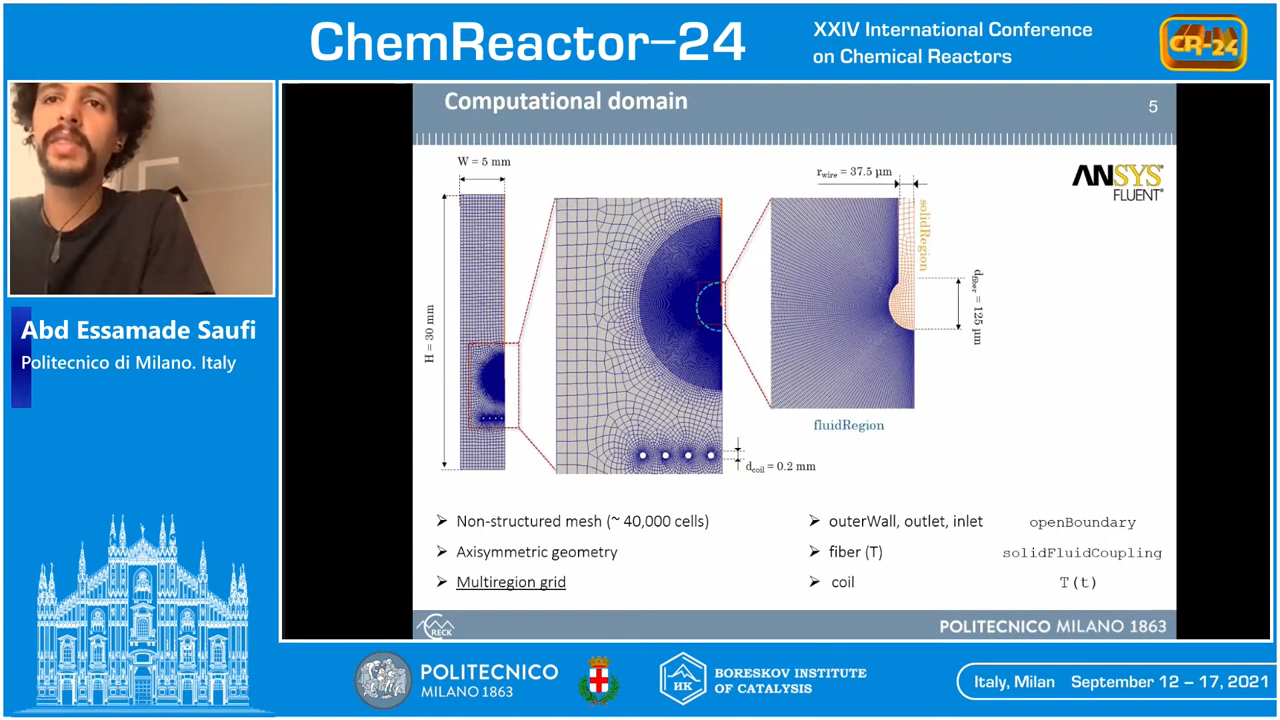 ChemReactor–24
XXIV International Conference
on Chemical Reactors
CR-24
Computational domain
5
W = 5 mm
H = 30 mm
r_wire = 37.5 µm
solidRegion
d_fiber = 125 µm
fluidRegion
d_coil = 0.2 mm
ANSYS
FLUENT®
➢ Non-structured mesh (~ 40,000 cells)
➢ Axisymmetric geometry
➢ Multiregion grid
➢ outerWall, outlet, inlet openBoundary
➢ fiber (T) solidFluidCoupling
➢ coil T(t)
CRECK
POLITECNICO MILANO 1863
Abd Essamade Saufi
Politecnico di Milano. Italy
POLITECNICO
MILANO 1863
НК
BORESKOV INSTITUTE
OF CATALYSIS
Italy, Milan September 12 – 17, 2021